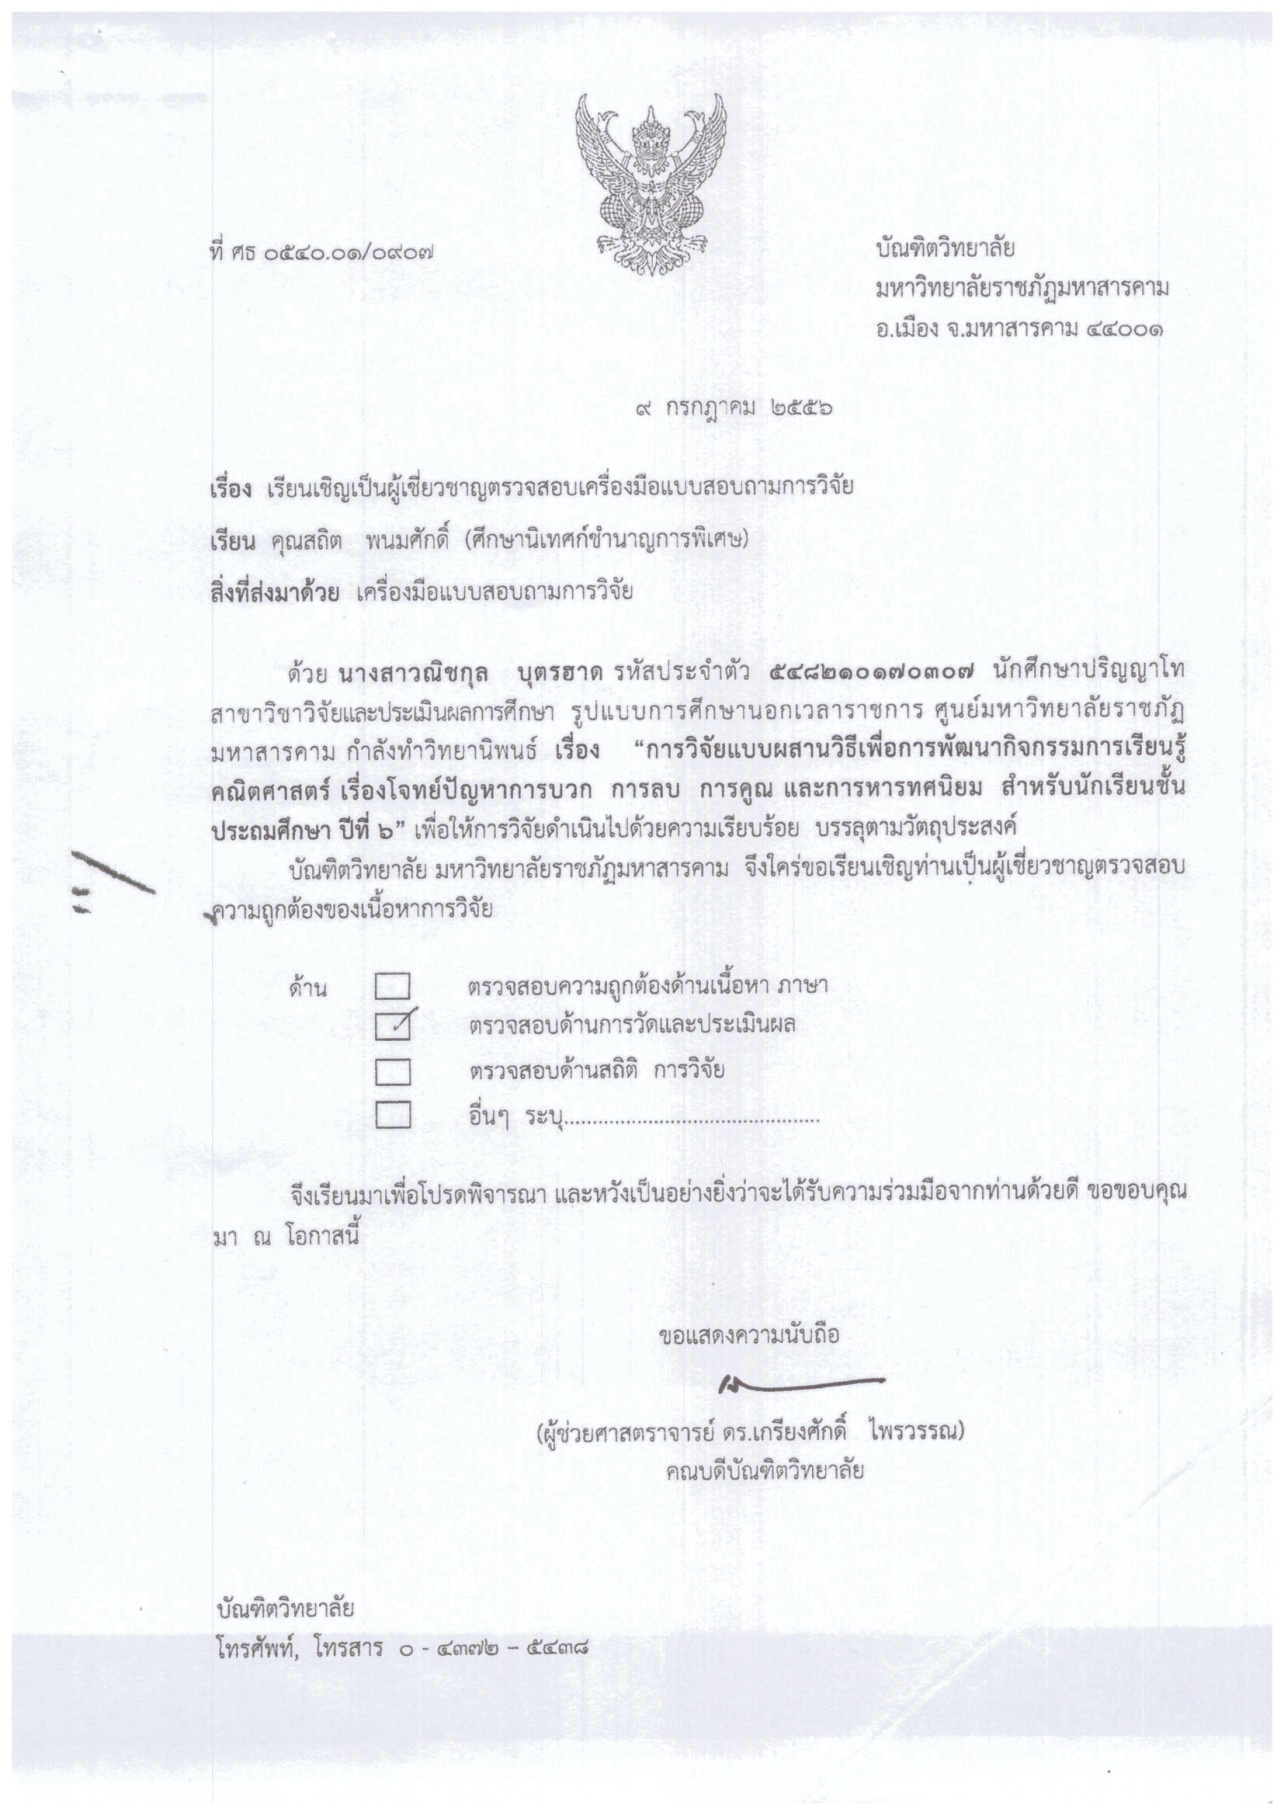 ที่ ศธ ๐๕๔๐.๐๑/๐๙๐๗
บัณฑิตวิทยาลัย
มหาวิทยาลัยราชภัฏมหาสารคาม
อ.เมือง จ.มหาสารคาม ๔๔๐๐๑
๙ กรกฎาคม ๒๕๕๖
เรื่อง เรียนเชิญเป็นผู้เชี่ยวชาญตรวจสอบเครื่องมือแบบสอบถามการวิจัย
เรียน คุณสถิต พนมศักดิ์ (ศึกษานิเทศก์ชำนาญการพิเศษ)
สิ่งที่ส่งมาด้วย เครื่องมือแบบสอบถามการวิจัย
ด้วย นางสาวณิชกุล บุตรฮาด รหัสประจำตัว ๕๔๘๒๑๐๑๗๐๓๐๗ นักศึกษาปริญญาโท
สาขาวิชาวิจัยและประเมินผลการศึกษา รูปแบบการศึกษานอกเวลาราชการ ศูนย์มหาวิทยาลัยราชภัฏ
มหาสารคาม กำลังทำวิทยานิพนธ์ เรื่อง “การวิจัยแบบผสานวิธีเพื่อการพัฒนากิจกรรมการเรียนรู้
คณิตศาสตร์ เรื่องโจทย์ปัญหาการบวก การลบ การคูณ และการหารทศนิยม สำหรับนักเรียนชั้น
ประถมศึกษา ปีที่ ๖” เพื่อให้การวิจัยดำเนินไปด้วยความเรียบร้อย บรรลุตามวัตถุประสงค์
บัณฑิตวิทยาลัย มหาวิทยาลัยราชภัฏมหาสารคาม จึงใคร่ขอเรียนเชิญท่านเป็นผู้เชี่ยวชาญตรวจสอบ
ความถูกต้องของเนื้อหาการวิจัย
ด้าน ตรวจสอบความถูกต้องด้านเนื้อหา ภาษา
ตรวจสอบด้านการวัดและประเมินผล
ตรวจสอบด้านสถิติ การวิจัย
อื่นๆ ระบุ.............................................
จึงเรียนมาเพื่อโปรดพิจารณา และหวังเป็นอย่างยิ่งว่าจะได้รับความร่วมมือจากท่านด้วยดี ขอขอบคุณ
มา ณ โอกาสนี้
ขอแสดงความนับถือ
(ผู้ช่วยศาสตราจารย์ ดร.เกรียงศักดิ์ ไพรวรรณ)
คณบดีบัณฑิตวิทยาลัย
บัณฑิตวิทยาลัย
โทรศัพท์, โทรสาร ๐ - ๔๓๗๒ – ๕๔๓๘